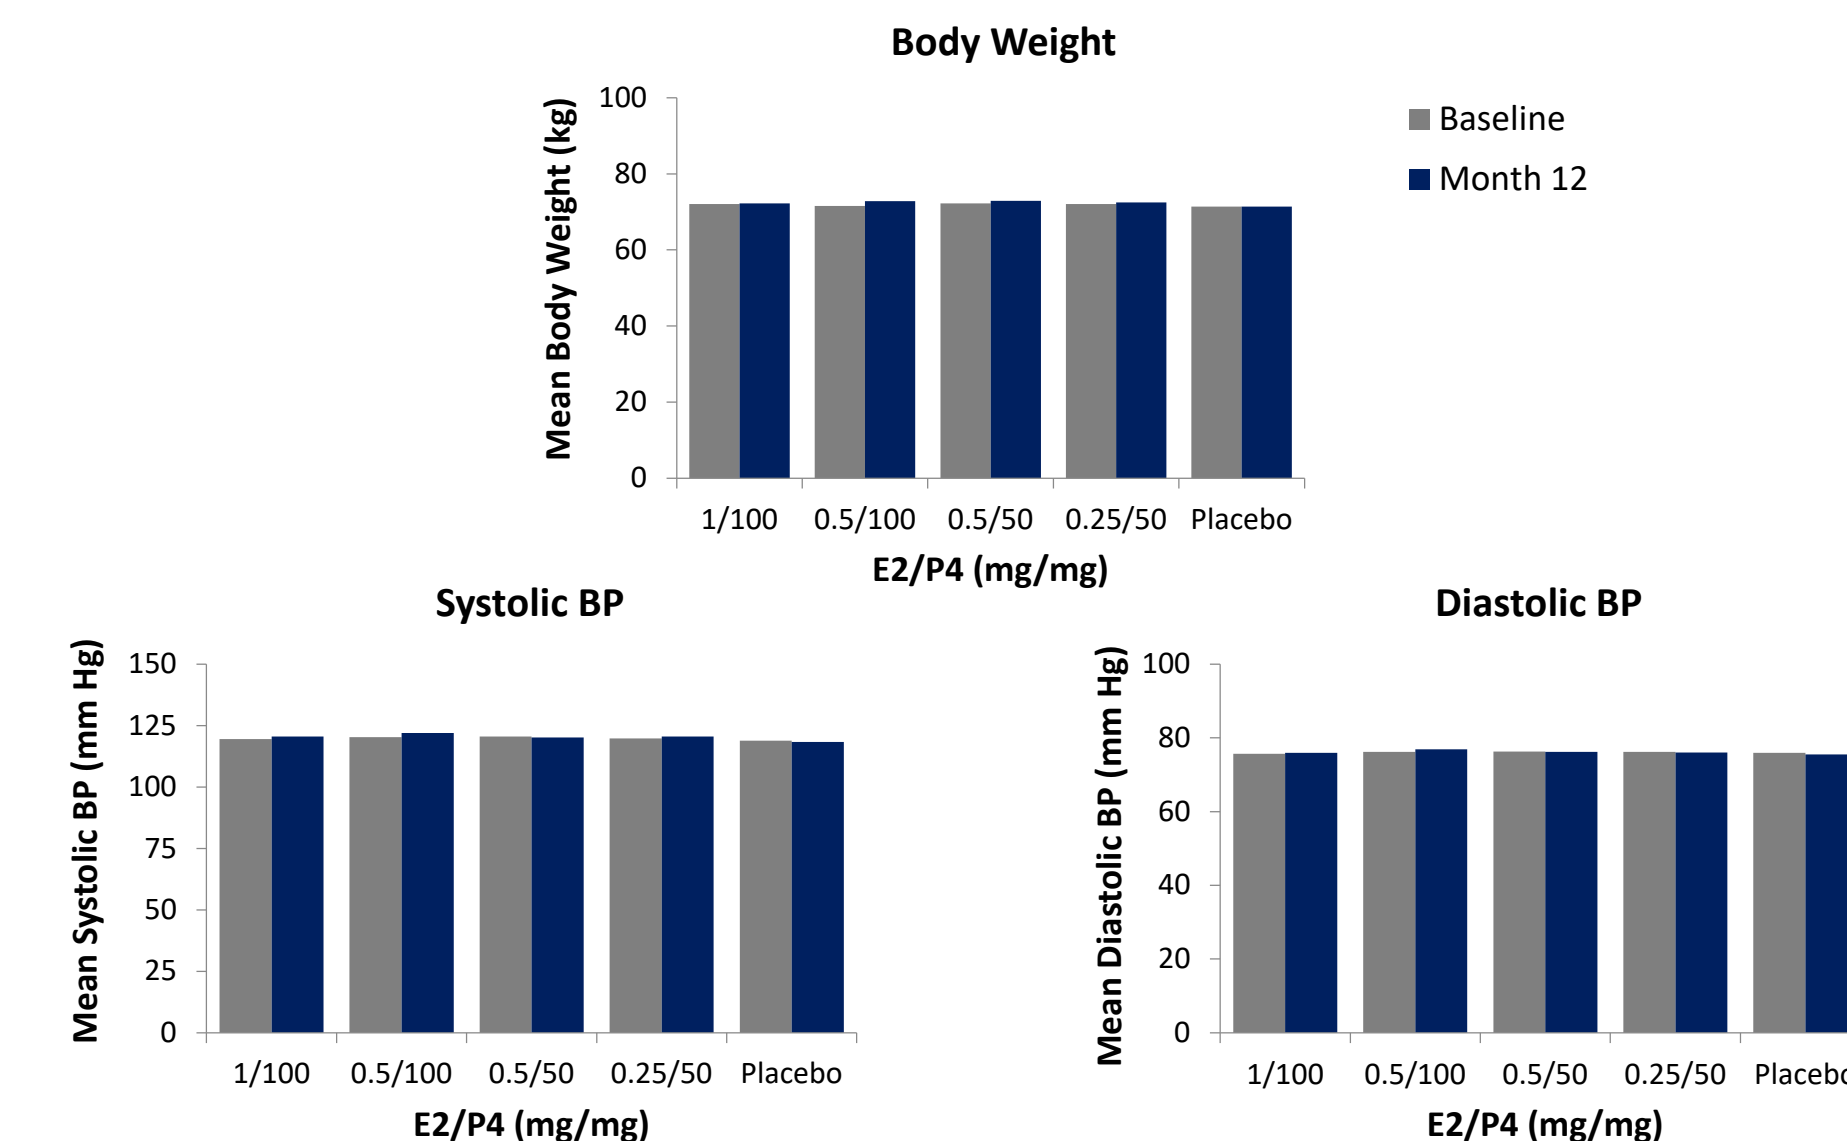 Body Weight
Mean Body Weight (kg)
100
80
60
40
20
0
1/100 0.5/100 0.5/50 0.25/50 Placebo
E2/P4 (mg/mg)
Baseline
Month 12
Systolic BP
Mean Systolic BP (mm Hg)
150
125
100
75
50
25
0
1/100 0.5/100 0.5/50 0.25/50 Placebo
E2/P4 (mg/mg)
Diastolic BP
Mean Diastolic BP (mm Hg)
100
80
60
40
20
0
1/100 0.5/100 0.5/50 0.25/50 Placebo
E2/P4 (mg/mg)